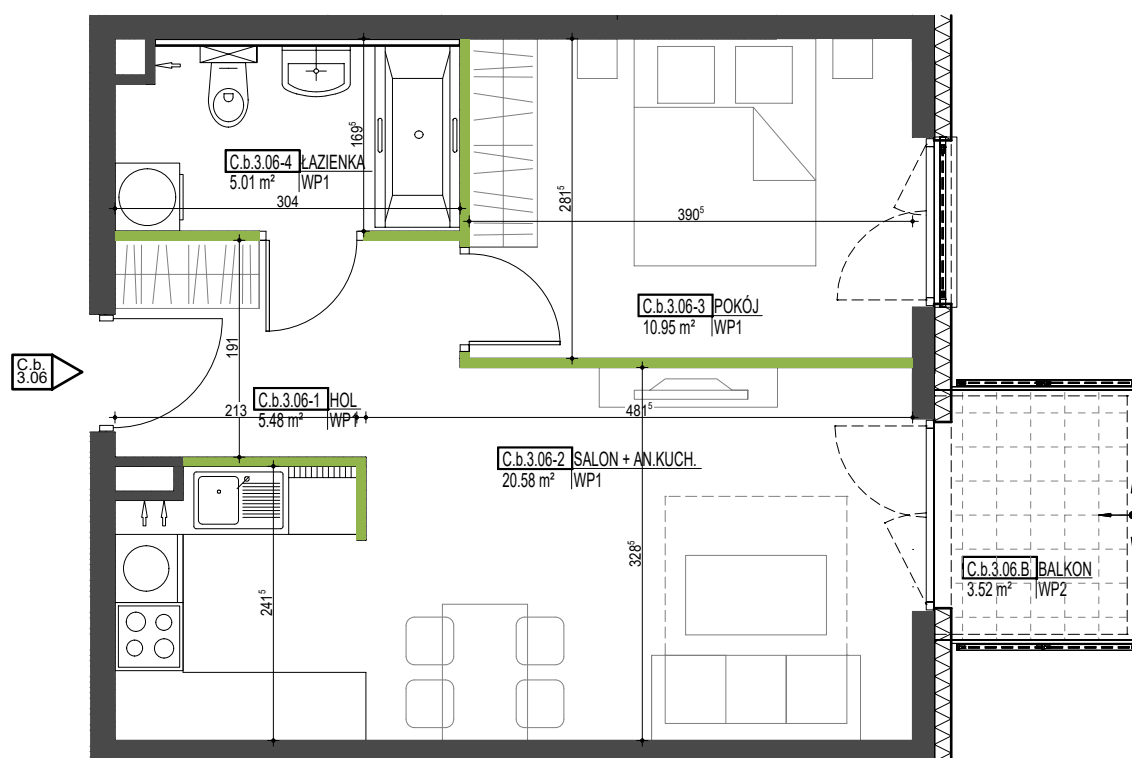 C.b.3.06-4 ŁAZIENKA
5.01 m² WP1
304
169⁵
281⁵
390⁵
C.b.3.06-3 POKÓJ
10.95 m² WP1
C.b.
3.06
191
C.b.3.06-1 HOL
5.48 m² WP1
213
481⁵
C.b.3.06-2 SALON + AN.KUCH.
20.58 m² WP1
328⁵
241⁵
C.b.3.06.B BALKON
3.52 m² WP2